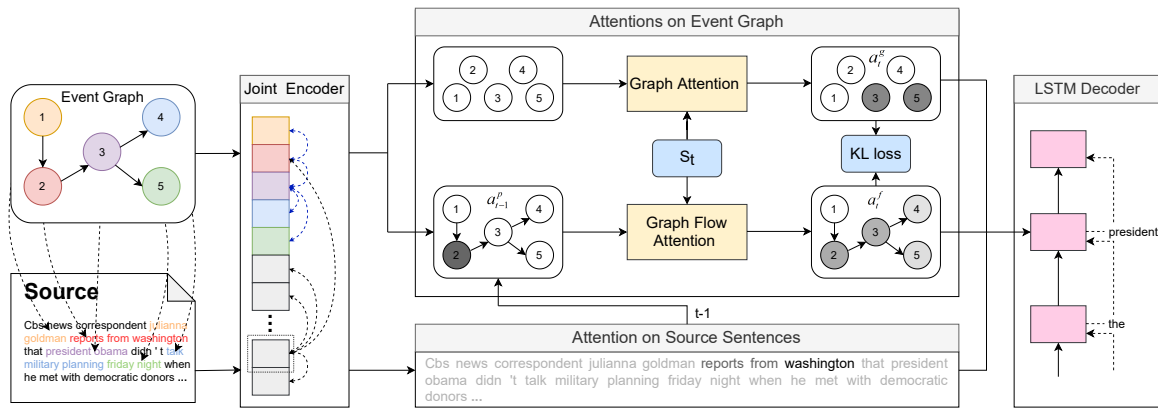 Event Graph
1
4
3
2
5
Source
Cbs news correspondent julianna
goldman reports from washington
that president obama didn ' t talk
military planning friday night when
he met with democratic donors ...
Joint Encoder
Attentions on Event Graph
2 4
1 3 5
Graph Attention
a_t^g
2 4
1 3 5
S_t
KL loss
a_{t-1}^p
1 4
3
2 5
Graph Flow
Attention
a_t^f
1 4
3
2 5
t-1
Attention on Source Sentences
Cbs news correspondent julianna goldman reports from washington that president
obama didn 't talk military planning friday night when he met with democratic
donors ...
LSTM Decoder
president
the